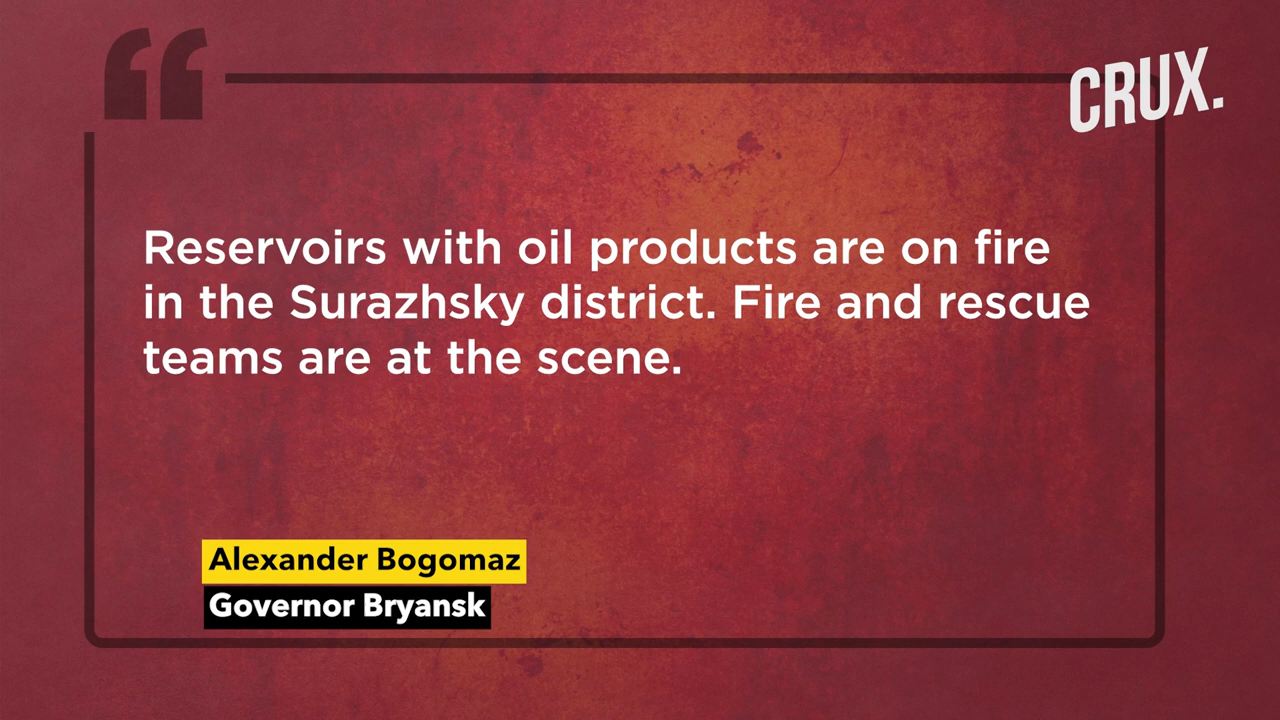 CRUX.
Reservoirs with oil products are on fire
in the Surazhsky district. Fire and rescue
teams are at the scene.
Alexander Bogomaz
Governor Bryansk